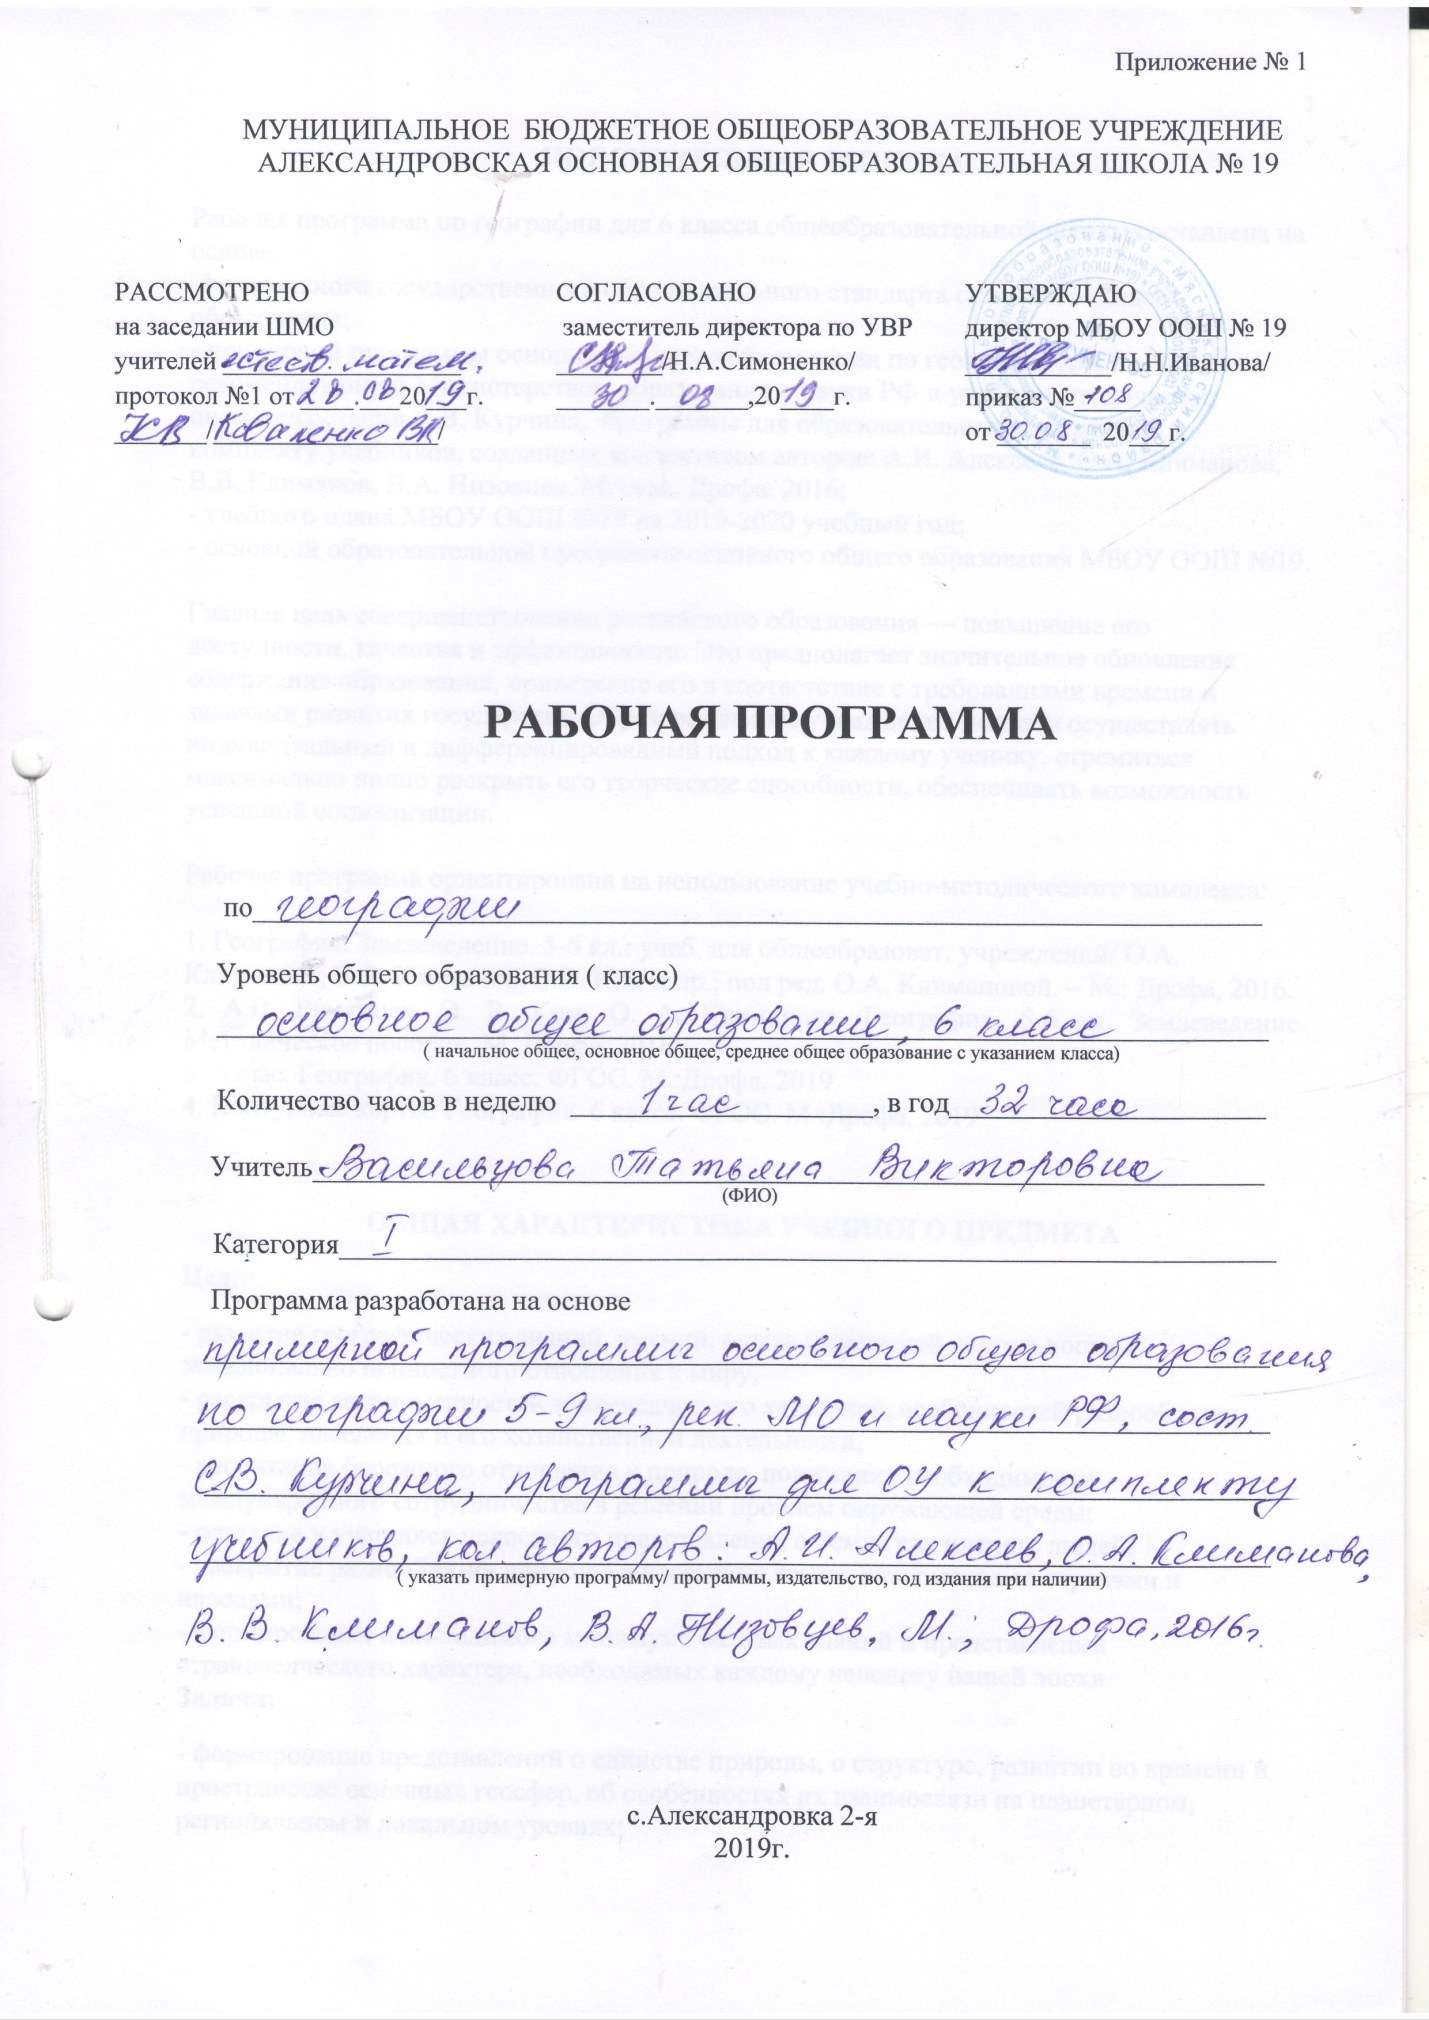 Приложение № 1
МУНИЦИПАЛЬНОЕ БЮДЖЕТНОЕ ОБЩЕОБРАЗОВАТЕЛЬНОЕ УЧРЕЖДЕНИЕ
АЛЕКСАНДРОВСКАЯ ОСНОВНАЯ ОБЩЕОБРАЗОВАТЕЛЬНАЯ ШКОЛА № 19
РАССМОТРЕНО
на заседании ШМО
учителей естеств. матем.
протокол №1 от 28.08 2019 г.
/Коваленко ВК/
СОГЛАСОВАНО
заместитель директора по УВР
/Н.А.Симоненко/
30 . 08 ,2019 г.
УТВЕРЖДАЮ
директор МБОУ ООШ № 19
/Н.Н.Иванова/
приказ № 108
от 30.08 2019 г.
РАБОЧАЯ ПРОГРАММА
по географии
Уровень общего образования ( класс)
основное общее образование, 6 класс
( начальное общее, основное общее, среднее общее образование с указанием класса)
Количество часов в неделю 1 час , в год 32 часа
Учитель Васильцова Татьяна Викторовна
(ФИО)
Категория I
Программа разработана на основе
примерной программы основного общего образования
по географии 5-9 кл., рек. МО и науки РФ, сост.
С.В. Курчина, программы для ОУ к комплекту
учебников, кол. авторов: А.И. Алексеев, О.А. Климанова,
( указать примерную программу/ программы, издательство, год издания при наличии)
В.В. Климанов, В.А. Низовцев, М.; Дрофа, 2016г.
с.Александровка 2-я
2019г.